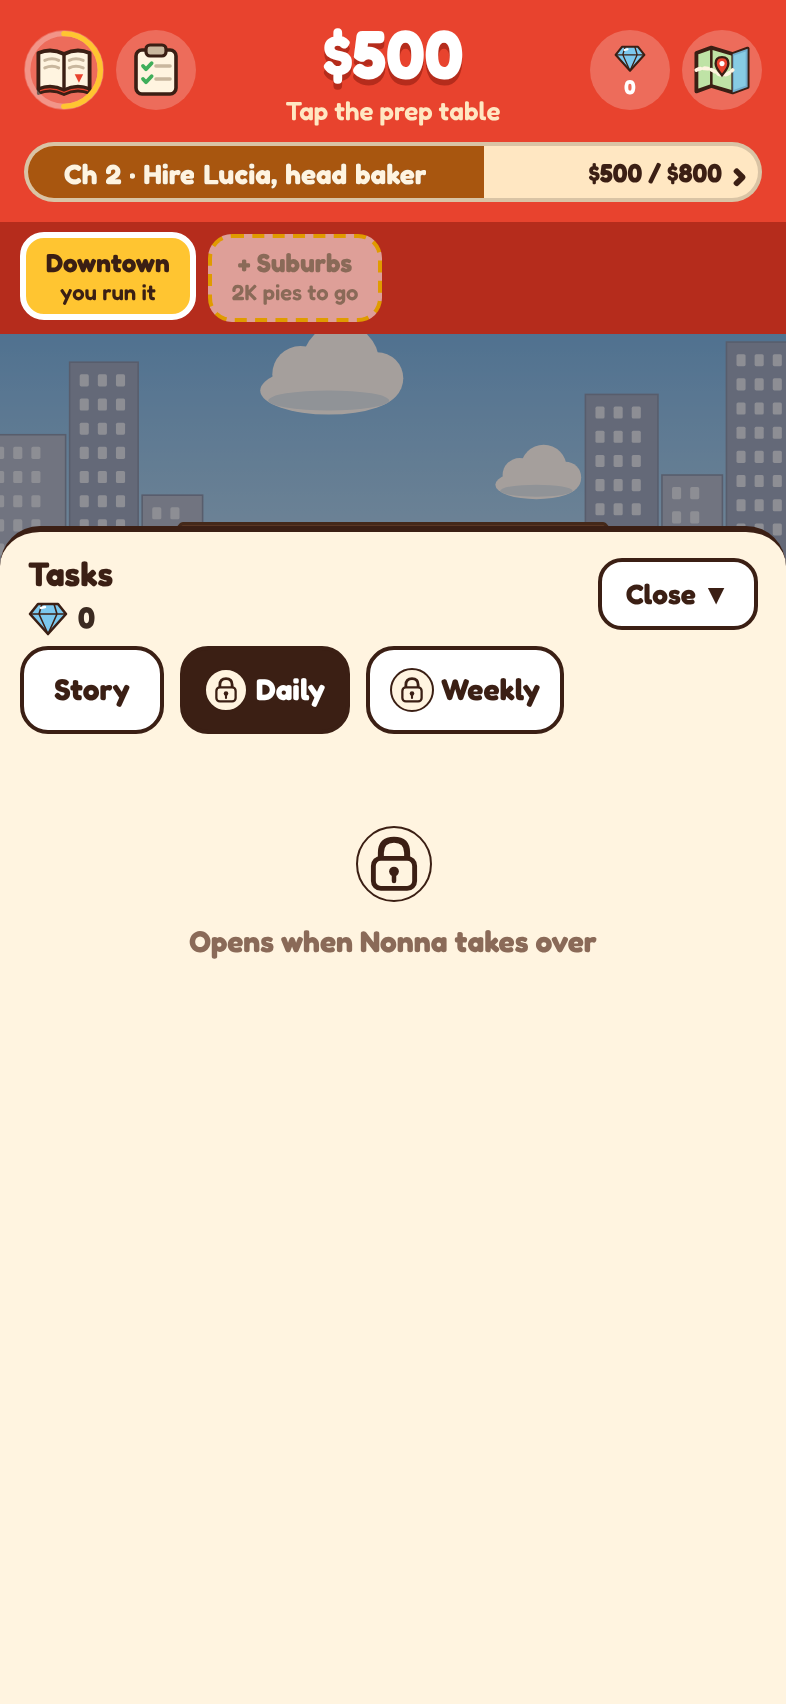 $500
Tap the prep table
0
Ch 2 · Hire Lucia, head baker
$500 / $800
Downtown
you run it
+ Suburbs
2K pies to go
Tasks
0
Close ▼
Story
Daily
Weekly
Opens when Nonna takes over